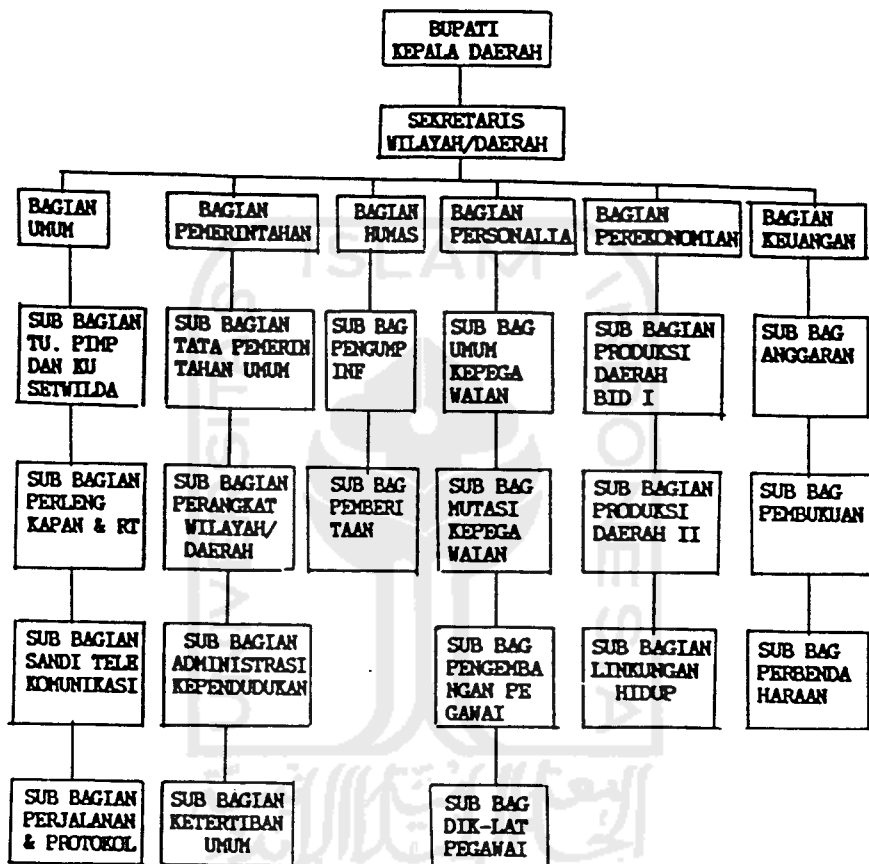 BUPATI
KEPALA DAERAH
SEKRETARIS
WILAYAH/DAERAH
BAGIAN
UMUM
BAGIAN
PEMERINTAHAN
BAGIAN
HUMAS
BAGIAN
PERSONALIA
BAGIAN
PEREKONOMIAN
BAGIAN
KEUANGAN
SUB BAGIAN
TU. PIMP
DAN KU
SETWILDA
SUB BAGIAN
TATA PEMERIN
TAHAN UMUM
SUB BAG
PENGUMP
INF
SUB BAG
UMUM
KEPEGA
WAIAN
SUB BAGIAN
PRODUKSI
DAERAH
BID I
SUB BAG
ANGGARAN
SUB BAGIAN
PERLENG
KAPAN & RT
SUB BAGIAN
PERANGKAT
WILAYAH/
DAERAH
SUB BAG
PEMBERI
TAAN
SUB BAG
MUTASI
KEPEGA
WAIAN
SUB BAGIAN
PRODUKSI
DAERAH II
SUB BAG
PEMBUKUAN
SUB BAGIAN
SANDI TELE
KOMUNIKASI
SUB BAGIAN
ADMINISTRASI
KEPENDUDUKAN
SUB BAG
PENGEMBA
NGAN PE
GAWAI
SUB BAGIAN
LINKUNGAN
HIDUP
SUB BAG
PERBENDA
HARAAN
SUB BAGIAN
PERJALANAN
& PROTOKOL
SUB BAGIAN
KETERTIBAN
UMUM
SUB BAG
DIK-LAT
PEGAWAI
ISLAM